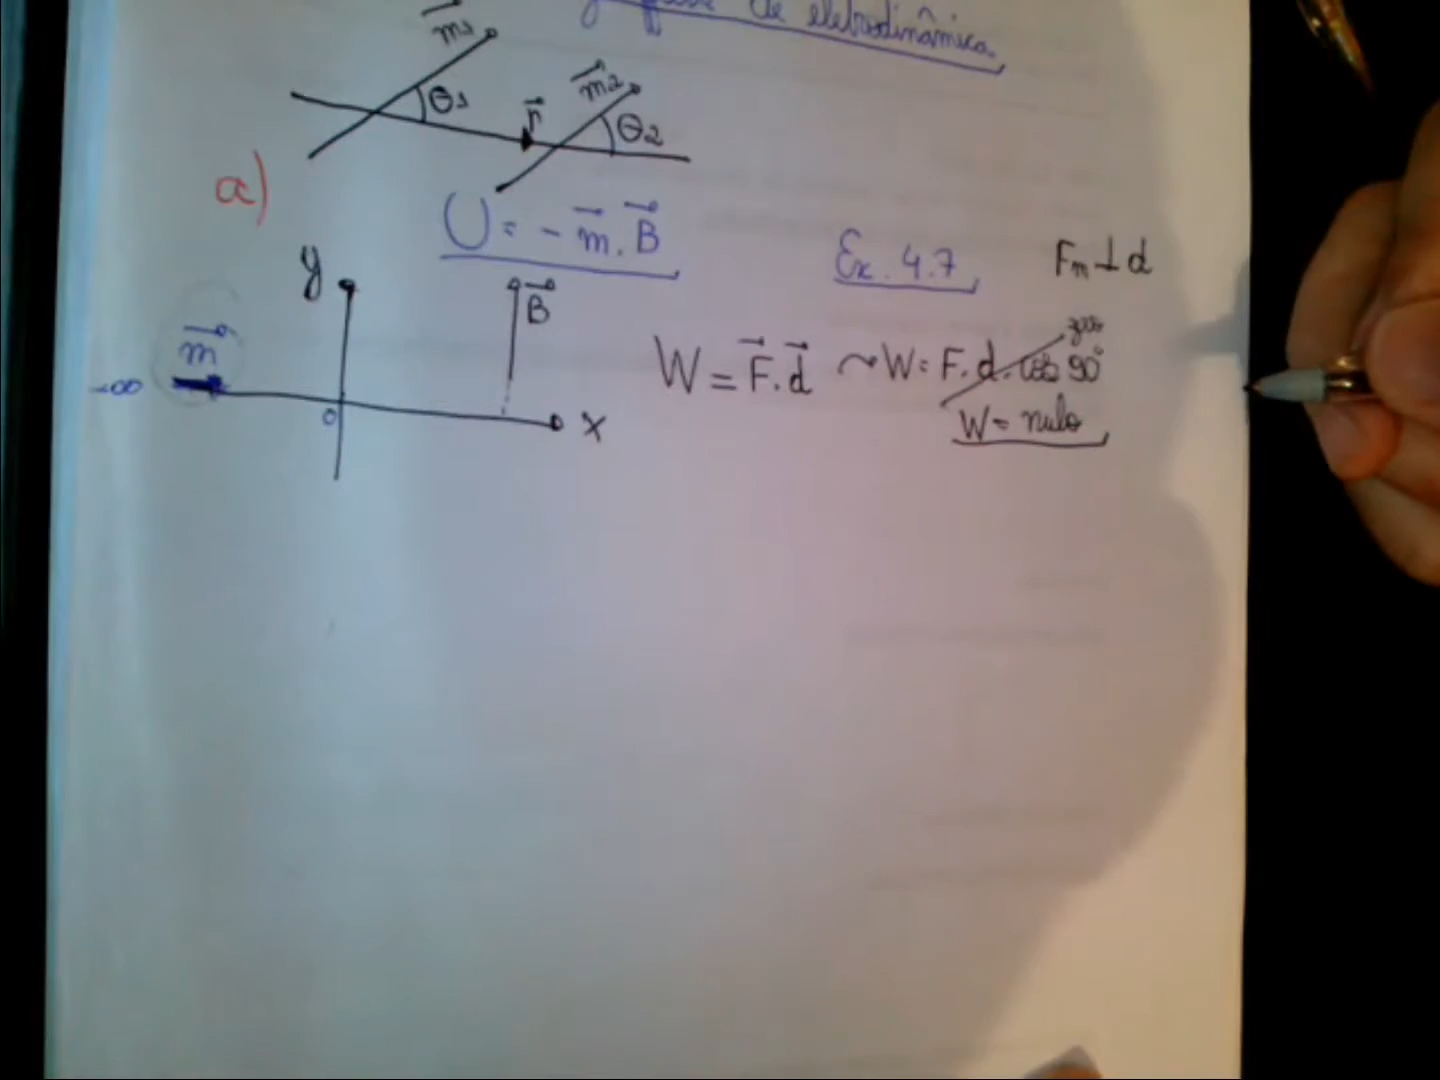 de eletrodinâmica.
m1
θ1
r
m2
θ2
a)
U = - m . B
Ex. 4.7
Fm ⊥ d
y
B
m
-∞
0
x
W = F . d ~ W = F . d . cos 90° zero
W = nulo